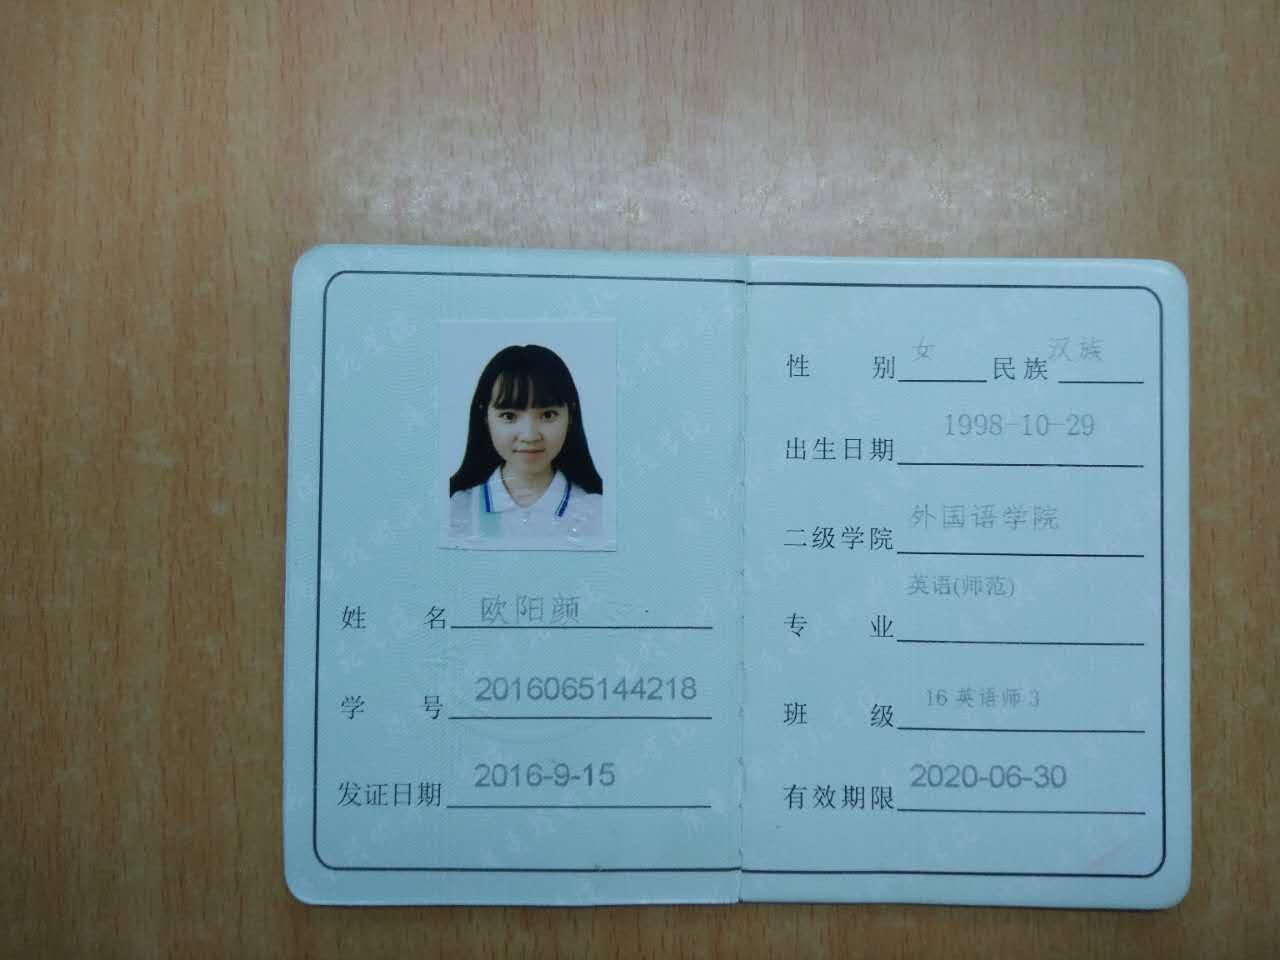 姓名 欧阳颜
学号 2016065144218
发证日期 2016-9-15
性别 女 民族 汉族
出生日期 1998-10-29
二级学院 外国语学院
专业 英语(师范)
班级 16 英语师 3
有效期限 2020-06-30